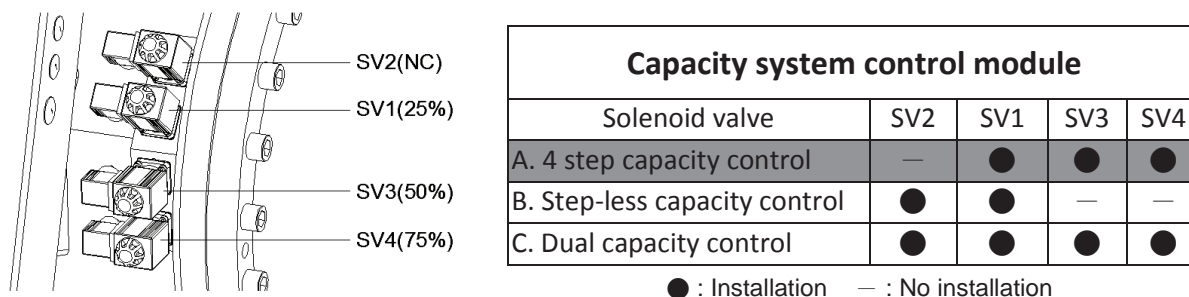 SV2(NC)
SV1(25%)
SV3(50%)
SV4(75%)
Capacity system control module
Solenoid valve SV2 SV1 SV3 SV4
A. 4 step capacity control — ● ● ●
B. Step-less capacity control ● ● — —
C. Dual capacity control ● ● ● ●
● : Installation — : No installation